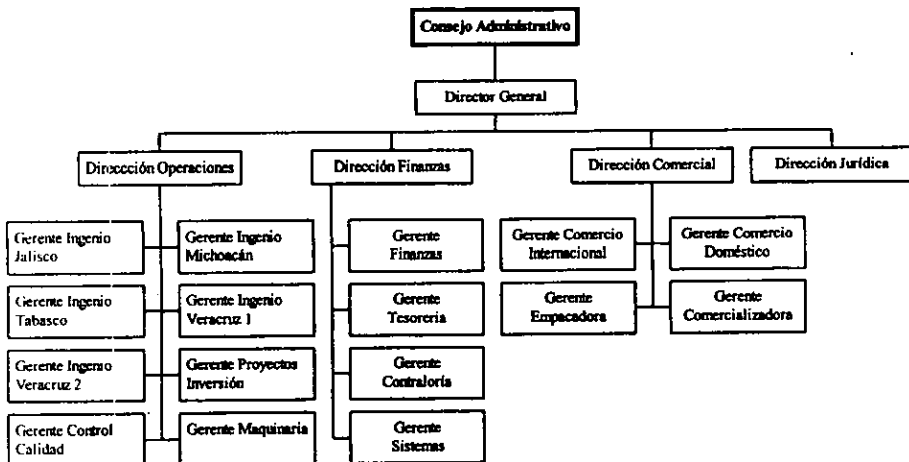 Consejo Administrativo
Director General
Direccción Operaciones
Dirección Finanzas
Dirección Comercial
Dirección Jurídica
Gerente Ingenio
Jalisco
Gerente Ingenio
Michoacán
Gerente
Finanzas
Gerente Comercio
Internacional
Gerente Comercio
Doméstico
Gerente Ingenio
Tabasco
Gerente Ingenio
Veracruz 1
Gerente
Tesorería
Gerente
Empacadora
Gerente
Comercializadora
Gerente Ingenio
Veracruz 2
Gerente Proyectos
Inversión
Gerente
Contraloría
Gerente Control
Calidad
Gerente Maquinaria
Gerente
Sistemas